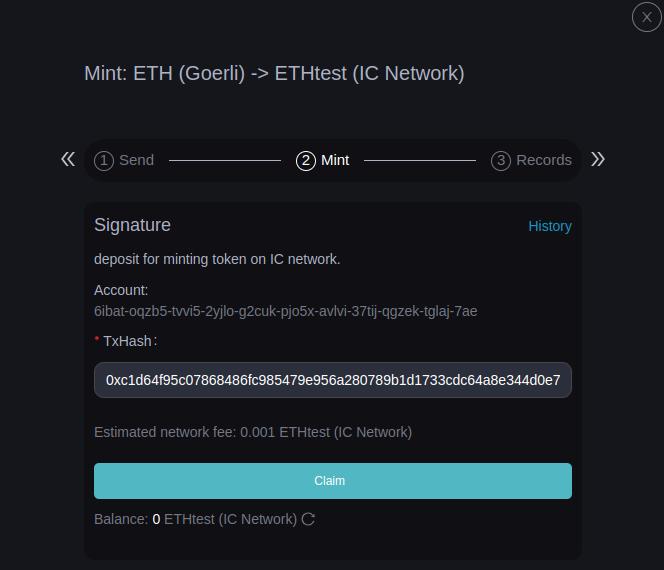 X
Mint: ETH (Goerli) -> ETHtest (IC Network)
« 1 Send 2 Mint 3 Records »
Signature History
deposit for minting token on IC network.
Account:
6ibat-oqzb5-tvvi5-2yjlo-g2cuk-pjo5x-avlvi-37tij-qgzek-tglaj-7ae
* TxHash:
0xc1d64f95c07868486fc985479e956a280789b1d1733cdc64a8e344d0e7
Estimated network fee: 0.001 ETHtest (IC Network)
Claim
Balance: 0 ETHtest (IC Network)